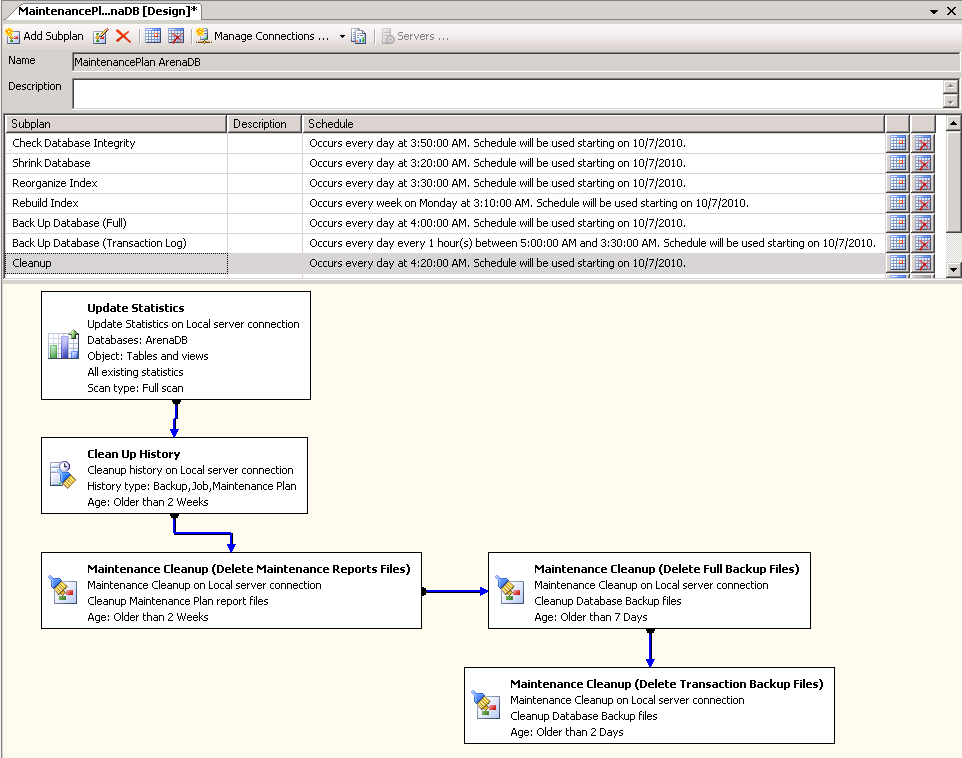 MaintenancePl...naDB [Design]*
Add Subplan Manage Connections ... Servers ...
Name MaintenancePlan ArenaDB
Description
Subplan Description Schedule
Check Database Integrity Occurs every day at 3:50:00 AM. Schedule will be used starting on 10/7/2010.
Shrink Database Occurs every day at 3:20:00 AM. Schedule will be used starting on 10/7/2010.
Reorganize Index Occurs every day at 3:30:00 AM. Schedule will be used starting on 10/7/2010.
Rebuild Index Occurs every week on Monday at 3:10:00 AM. Schedule will be used starting on 10/7/2010.
Back Up Database (Full) Occurs every day at 4:00:00 AM. Schedule will be used starting on 10/7/2010.
Back Up Database (Transaction Log) Occurs every day every 1 hour(s) between 5:00:00 AM and 3:30:00 AM. Schedule will be used starting on 10/7/2010.
Cleanup Occurs every day at 4:20:00 AM. Schedule will be used starting on 10/7/2010.
Update Statistics
Update Statistics on Local server connection
Databases: ArenaDB
Object: Tables and views
All existing statistics
Scan type: Full scan
Clean Up History
Cleanup history on Local server connection
History type: Backup,Job,Maintenance Plan
Age: Older than 2 Weeks
Maintenance Cleanup (Delete Maintenance Reports Files)
Maintenance Cleanup on Local server connection
Cleanup Maintenance Plan report files
Age: Older than 2 Weeks
Maintenance Cleanup (Delete Full Backup Files)
Maintenance Cleanup on Local server connection
Cleanup Database Backup files
Age: Older than 7 Days
Maintenance Cleanup (Delete Transaction Backup Files)
Maintenance Cleanup on Local server connection
Cleanup Database Backup files
Age: Older than 2 Days